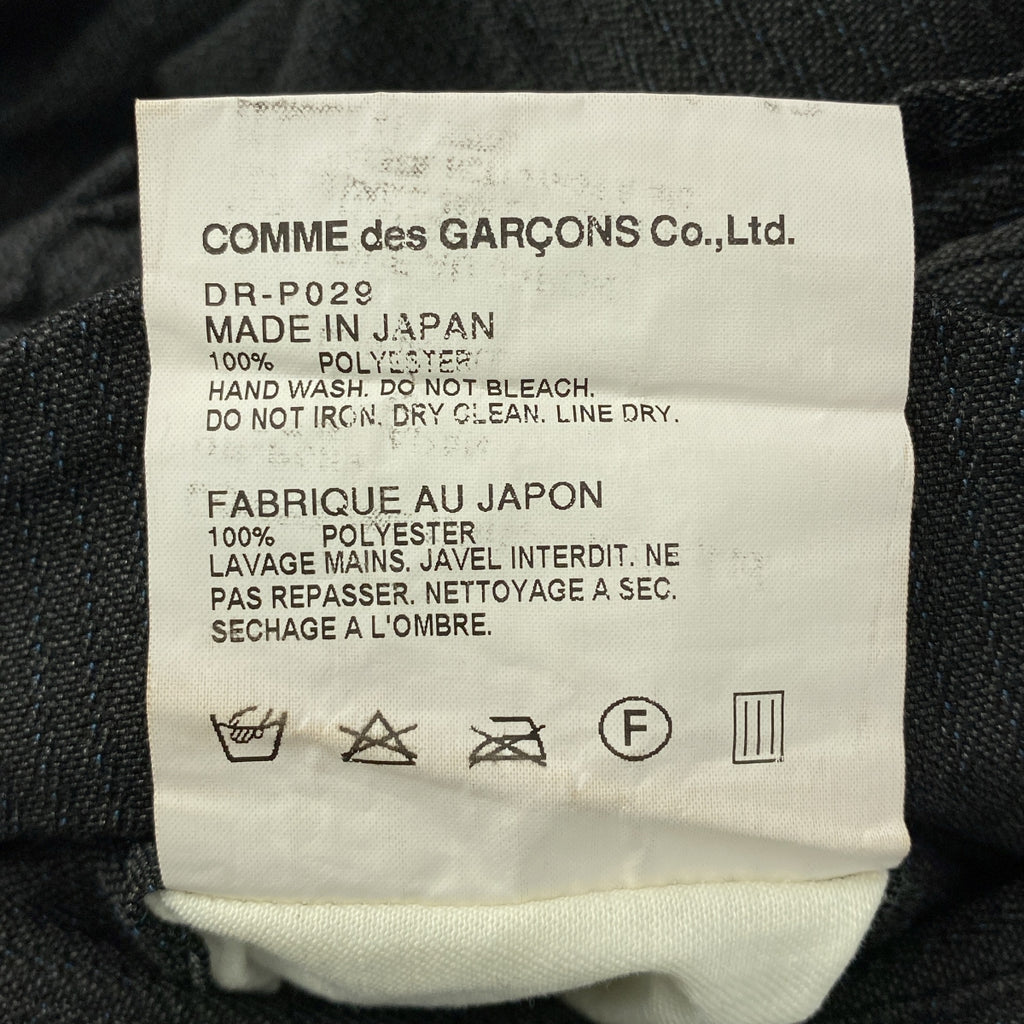 COMME des GARÇONS Co.,Ltd.
DR-P029
MADE IN JAPAN
100% POLYESTER
HAND WASH. DO NOT BLEACH.
DO NOT IRON. DRY CLEAN. LINE DRY.
FABRIQUE AU JAPON
100% POLYESTER
LAVAGE MAINS. JAVEL INTERDIT. NE
PAS REPASSER. NETTOYAGE A SEC.
SECHAGE A L'OMBRE.
F